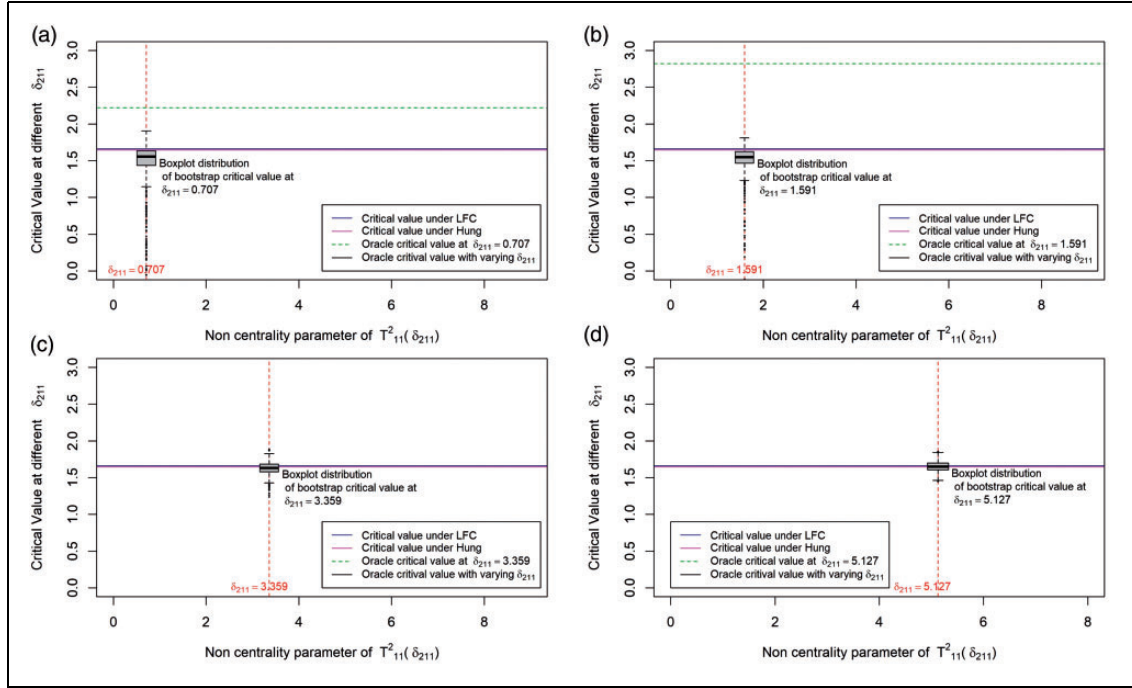 (a)
Critical Value at different δ211
3.0
2.5
2.0
1.5
1.0
0.5
0.0
Boxplot distribution
of bootstrap critical value at
δ211 = 0.707
Critical value under LFC
Critical value under Hung
Oracle critical value at δ211 = 0.707
Oracle critival value with varying δ211
δ211 = 0.707
0 2 4 6 8
Non centrality parameter of T²11( δ211)
(b)
Critical Value at different δ211
3.0
2.5
2.0
1.5
1.0
0.5
0.0
Boxplot distribution
of bootstrap critical value at
δ211 = 1.591
Critical value under LFC
Critical value under Hung
Oracle critical value at δ211 = 1.591
Oracle critival value with varying δ211
δ211 = 1.591
0 2 4 6 8
Non centrality parameter of T²11( δ211)
(c)
Critical Value at different δ211
3.0
2.5
2.0
1.5
1.0
0.5
0.0
Boxplot distribution
of bootstrap critical value at
δ211 = 3.359
Critical value under LFC
Critical value under Hung
Oracle critical value at δ211 = 3.359
Oracle critival value with varying δ211
δ211 = 3.359
0 2 4 6 8
Non centrality parameter of T²11( δ211)
(d)
Critical Value at different δ211
3.0
2.5
2.0
1.5
1.0
0.5
0.0
Boxplot distribution
of bootstrap critical value at
δ211 = 5.127
Critical value under LFC
Critical value under Hung
Oracle critical value at δ211 = 5.127
Oracle critival value with varying δ211
δ211 = 5.127
0 2 4 6 8
Non centrality parameter of T²11( δ211)